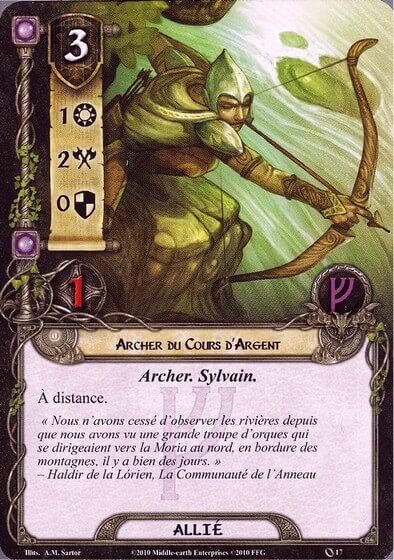 3
1
2
0
1
ARCHER DU COURS D'ARGENT
Archer. Sylvain.
À distance.
« Nous n'avons cessé d'observer les rivières depuis
que nous avons vu une grande troupe d'orques qui
se dirigeaient vers la Moria au nord, en bordure des
montagnes, il y a bien des jours. »
– Haldir de la Lórien, La Communauté de l'Anneau
ALLIÉ
Illus. A.M. Sartor ©2010 Middle-earth Enterprises ©2010 FFG 17